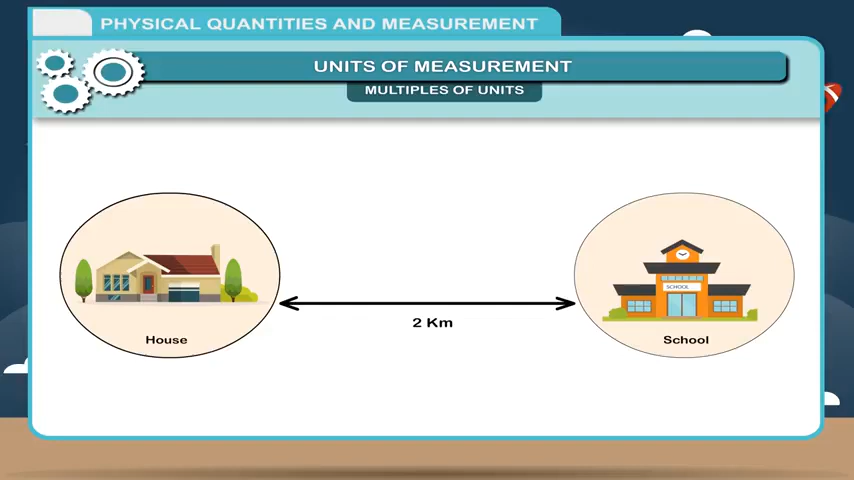 PHYSICAL QUANTITIES AND MEASUREMENT
UNITS OF MEASUREMENT
MULTIPLES OF UNITS
SCHOOL
2 Km
House
School